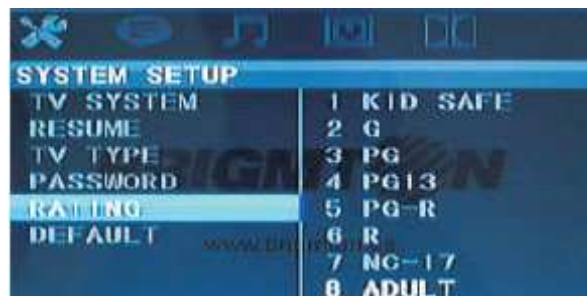 SYSTEM SETUP
TV SYSTEM
RESUME
TV TYPE
PASSWORD
RATING
DEFAULT
1 KID SAFE
2 G
3 PG
4 PG13
5 PG-R
6 R
7 NC-17
8 ADULT